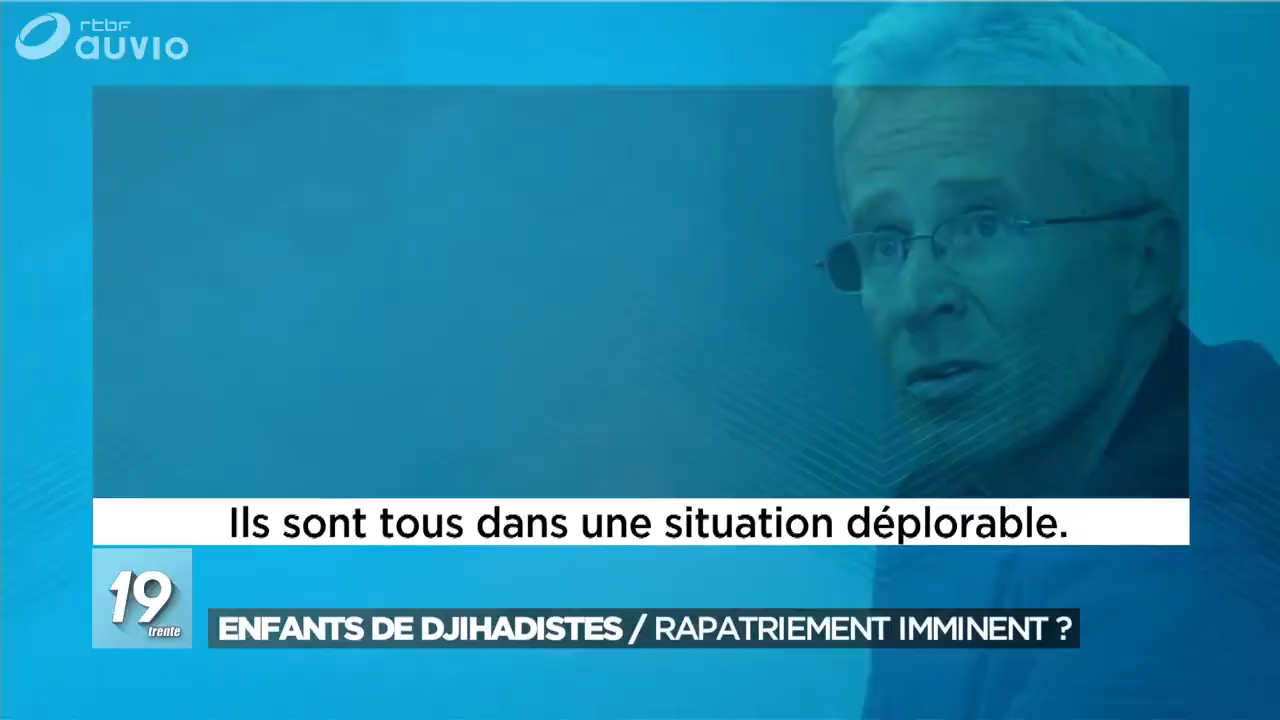 rtbf
auvio
Ils sont tous dans une situation déplorable.
19
trente
ENFANTS DE DJIHADISTES / RAPATRIEMENT IMMINENT ?